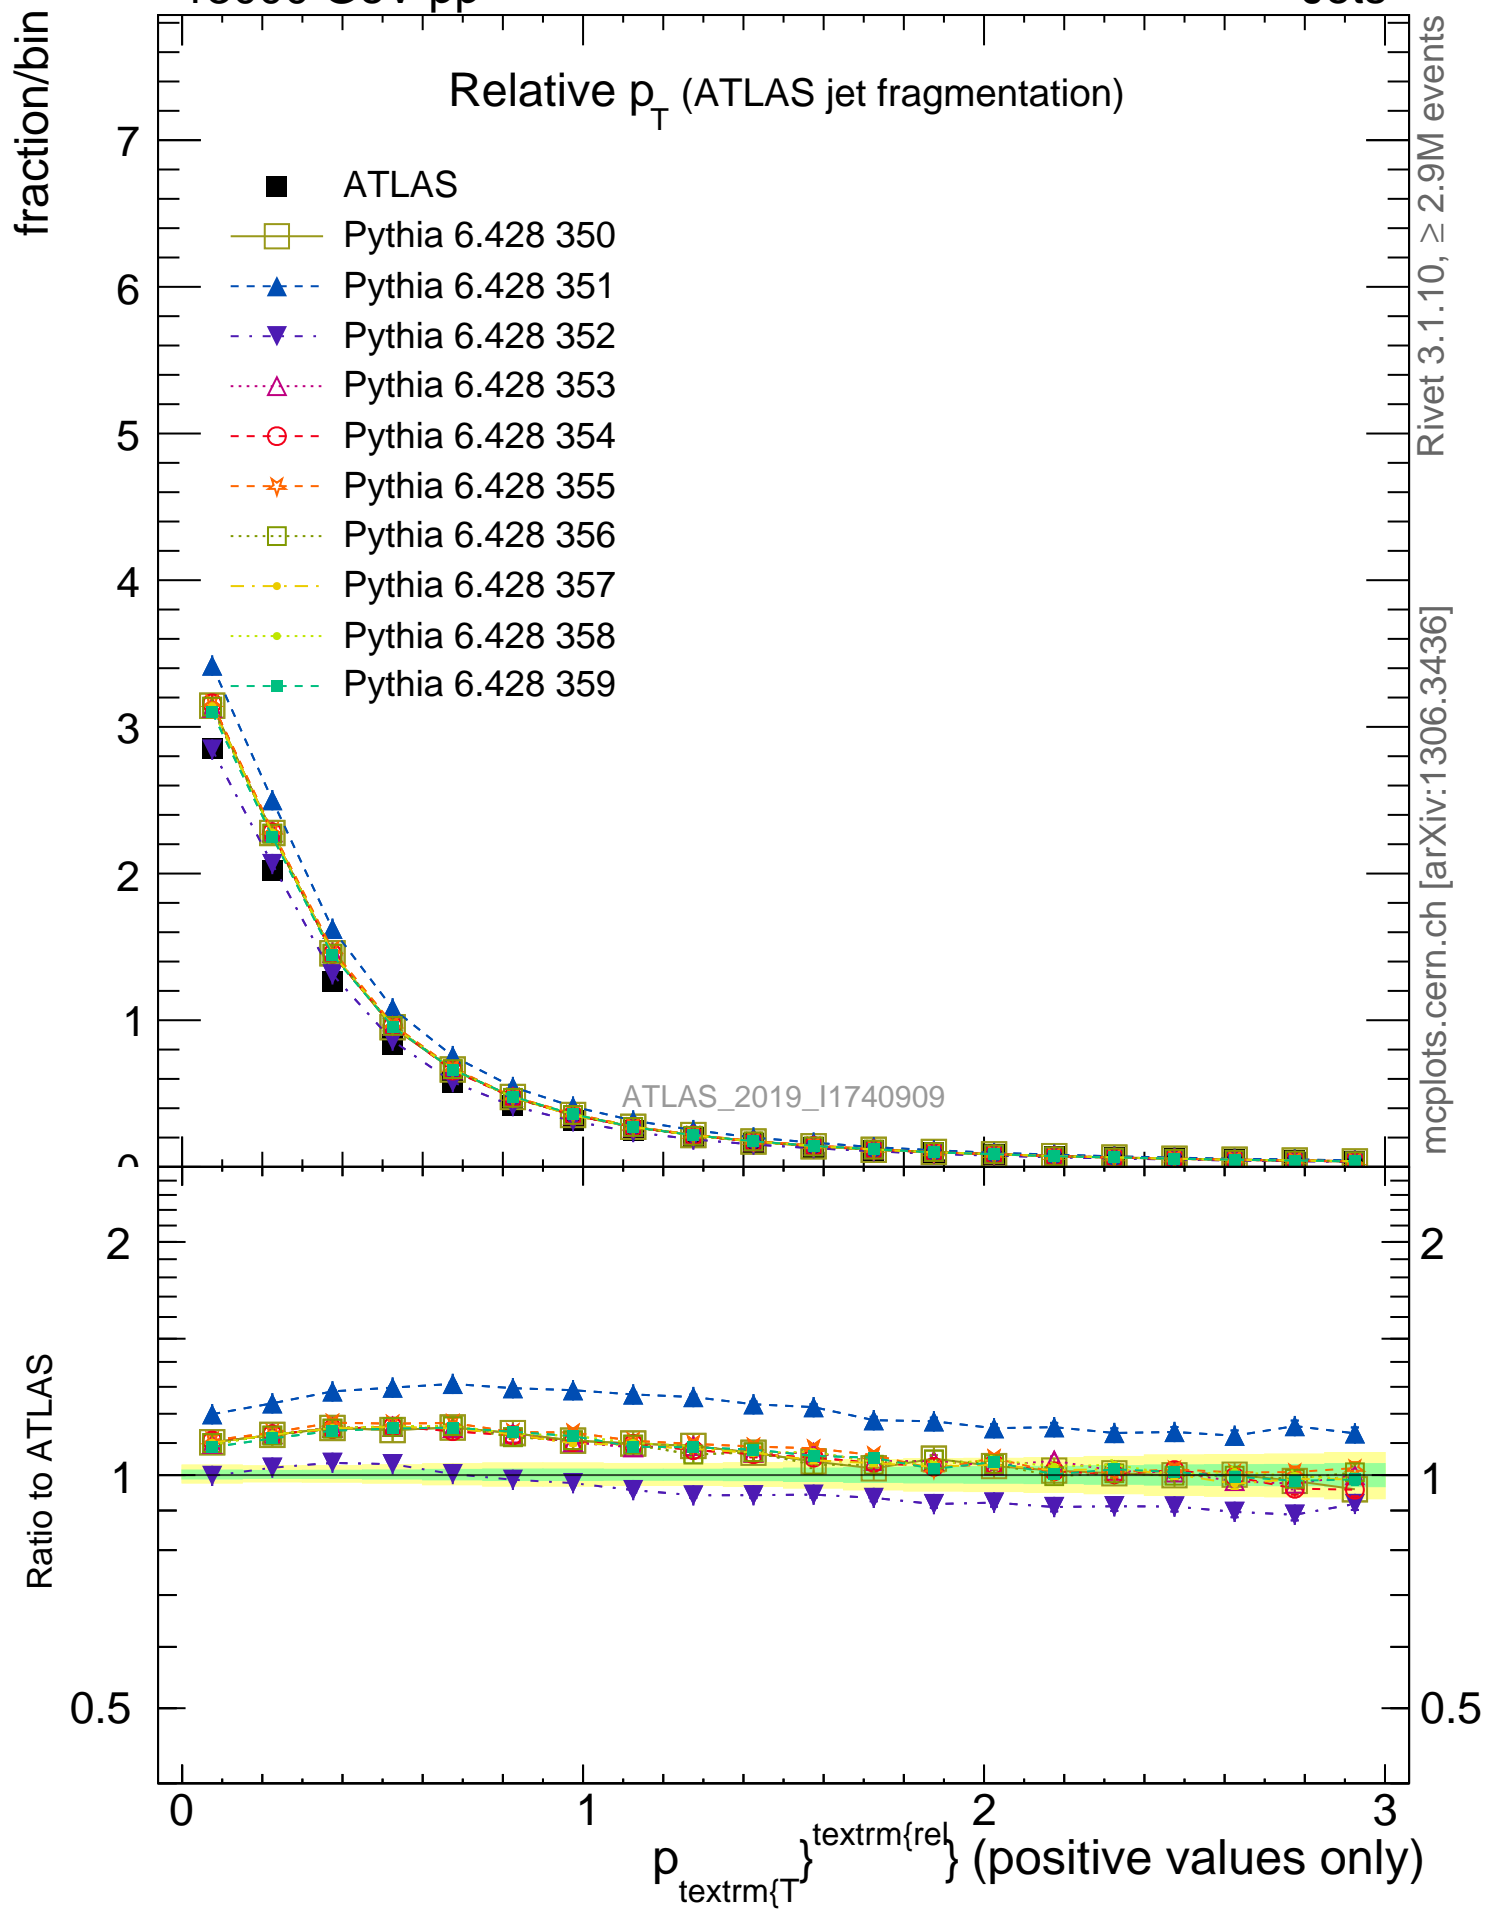 fraction/bin
Relative pT (ATLAS jet fragmentation)
7
6
5
4
3
2
1
0
ATLAS
Pythia 6.428 350
Pythia 6.428 351
Pythia 6.428 352
Pythia 6.428 353
Pythia 6.428 354
Pythia 6.428 355
Pythia 6.428 356
Pythia 6.428 357
Pythia 6.428 358
Pythia 6.428 359
ATLAS_2019_I1740909
Rivet 3.1.10, ≥ 2.9M events
mcplots.cern.ch [arXiv:1306.3436]
Ratio to ATLAS
2
1
0.5
2
1
0.5
0
1
2
3
p textrm{T} textrm{rel} (positive values only)